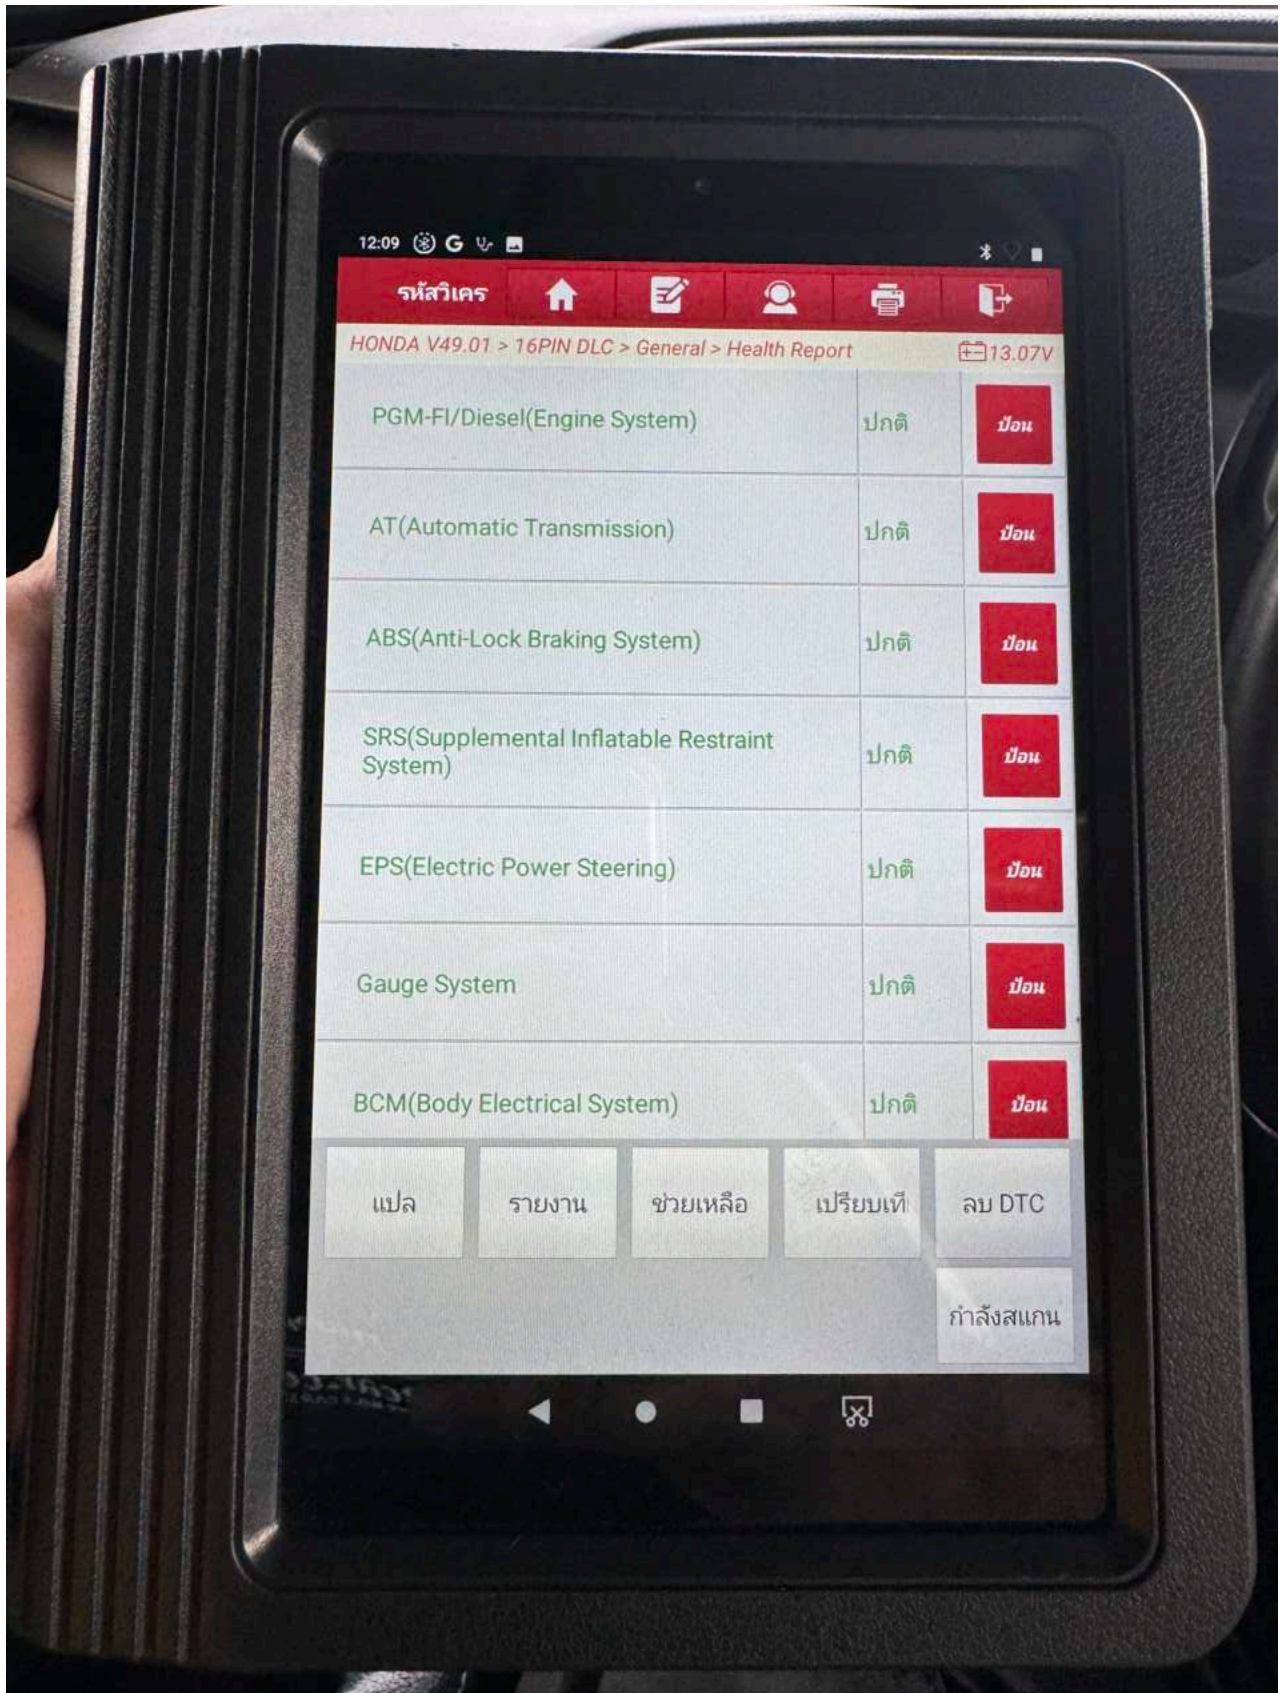 12:09
รหัสวิเคร
HONDA V49.01 > 16PIN DLC > General > Health Report
13.07V
PGM-FI/Diesel(Engine System) ปกติ ป้อน
AT(Automatic Transmission) ปกติ ป้อน
ABS(Anti-Lock Braking System) ปกติ ป้อน
SRS(Supplemental Inflatable Restraint
System) ปกติ ป้อน
EPS(Electric Power Steering) ปกติ ป้อน
Gauge System ปกติ ป้อน
BCM(Body Electrical System) ปกติ ป้อน
แปล รายงาน ช่วยเหลือ เปรียบเที ลบ DTC
กำลังสแกน